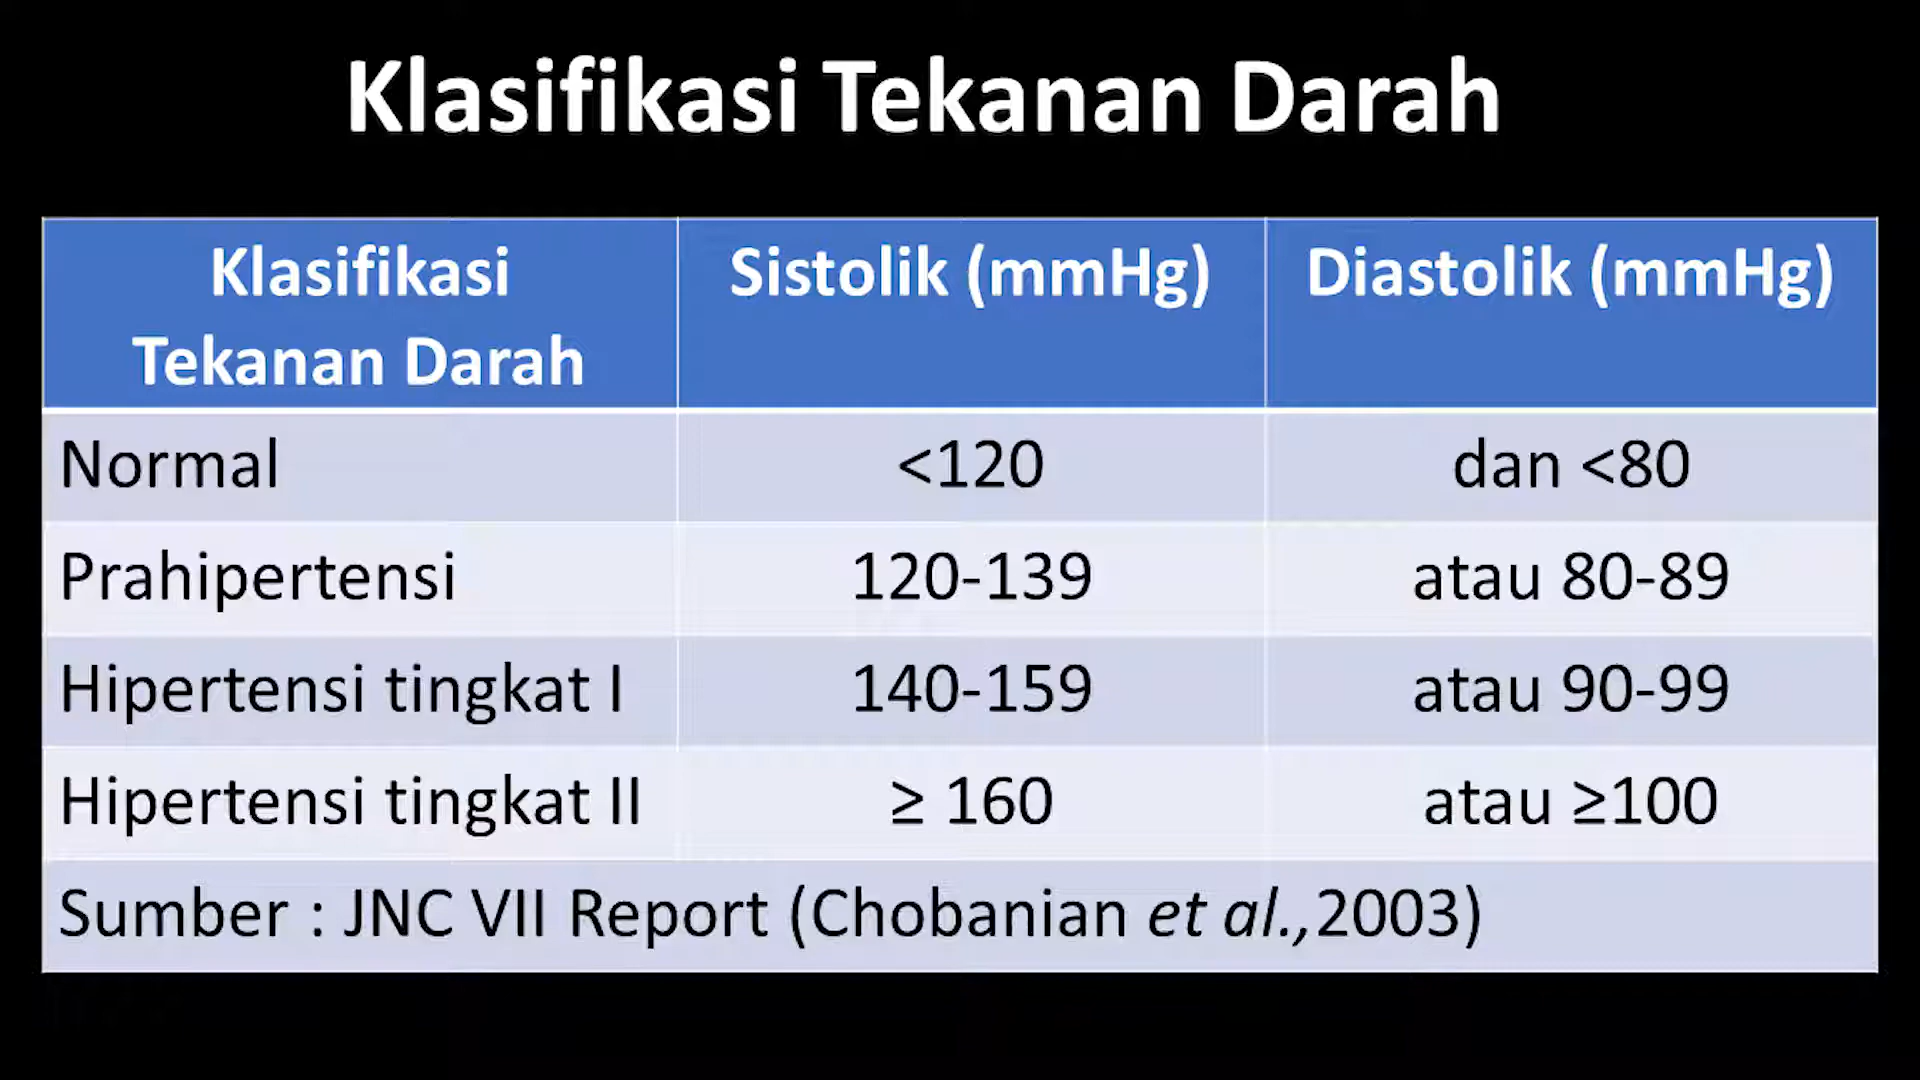 Klasifikasi Tekanan Darah
Klasifikasi Tekanan Darah Sistolik (mmHg) Diastolik (mmHg)
Normal <120 dan <80
Prahipertensi 120-139 atau 80-89
Hipertensi tingkat I 140-159 atau 90-99
Hipertensi tingkat II ≥ 160 atau ≥100
Sumber : JNC VII Report (Chobanian et al.,2003)